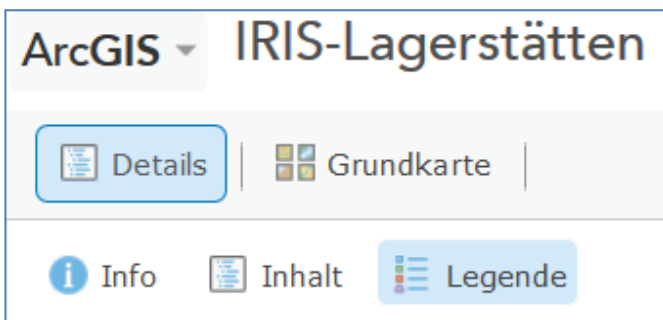 ArcGIS IRIS-Lagerstätten
Details Grundkarte
Info Inhalt Legende